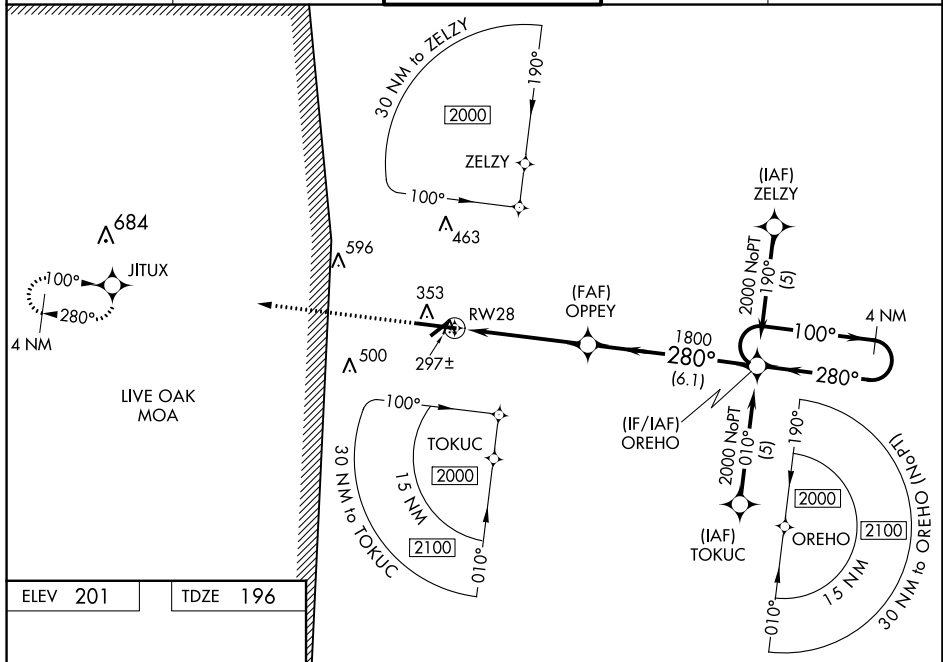 30 NM to ZELZY
190°
2000
ZELZY
100°
(IAF)
ZELZY
684
JITUX
100°
280°
4 NM
596
463
353
RW28
(FAF)
OPPEY
2000 NoPT
190°
(5)
100°
4 NM
1800
280°
(6.1)
280°
500
297±
LIVE OAK
MOA
(IF/IAF)
OREHO
2000 NoPT
010°
(5)
(IAF)
TOKUC
100°
TOKUC
2000
15 NM
30 NM to TOKUC
2100
010°
190°
2000
OREHO
2100
15 NM
30 NM to OREHO (NoPT)
010°
ELEV 201
TDZE 196